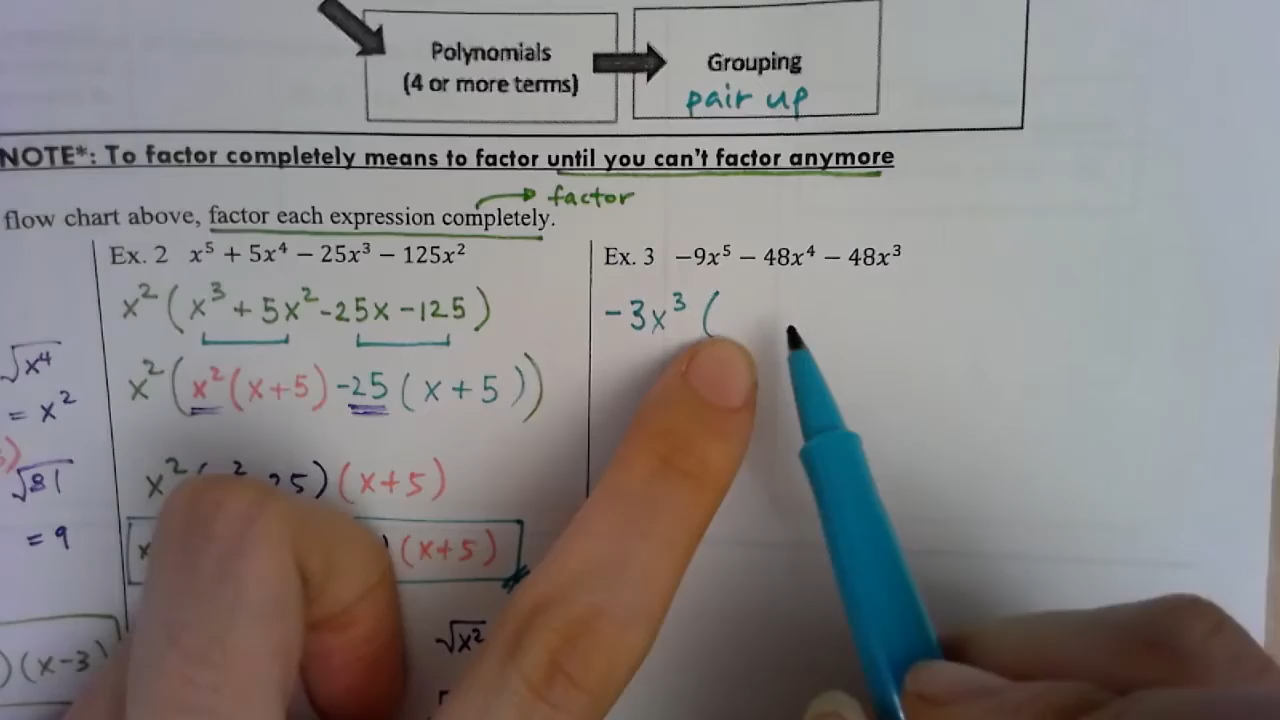 Polynomials
(4 or more terms)
Grouping
pair up
NOTE*: To factor completely means to factor until you can't factor anymore
factor
flow chart above, factor each expression completely.
Ex. 2 x⁵ + 5x⁴ − 25x³ − 125x²
x²(x³ + 5x² -25x -125)
x²(x²(x+5) -25(x+5))
x²( ² 25)(x+5)
x )(x+5)
√x²
Ex. 3 −9x⁵ − 48x⁴ − 48x³
-3x³(
√x⁴
= x²
)
√81
= 9
)(x-3)